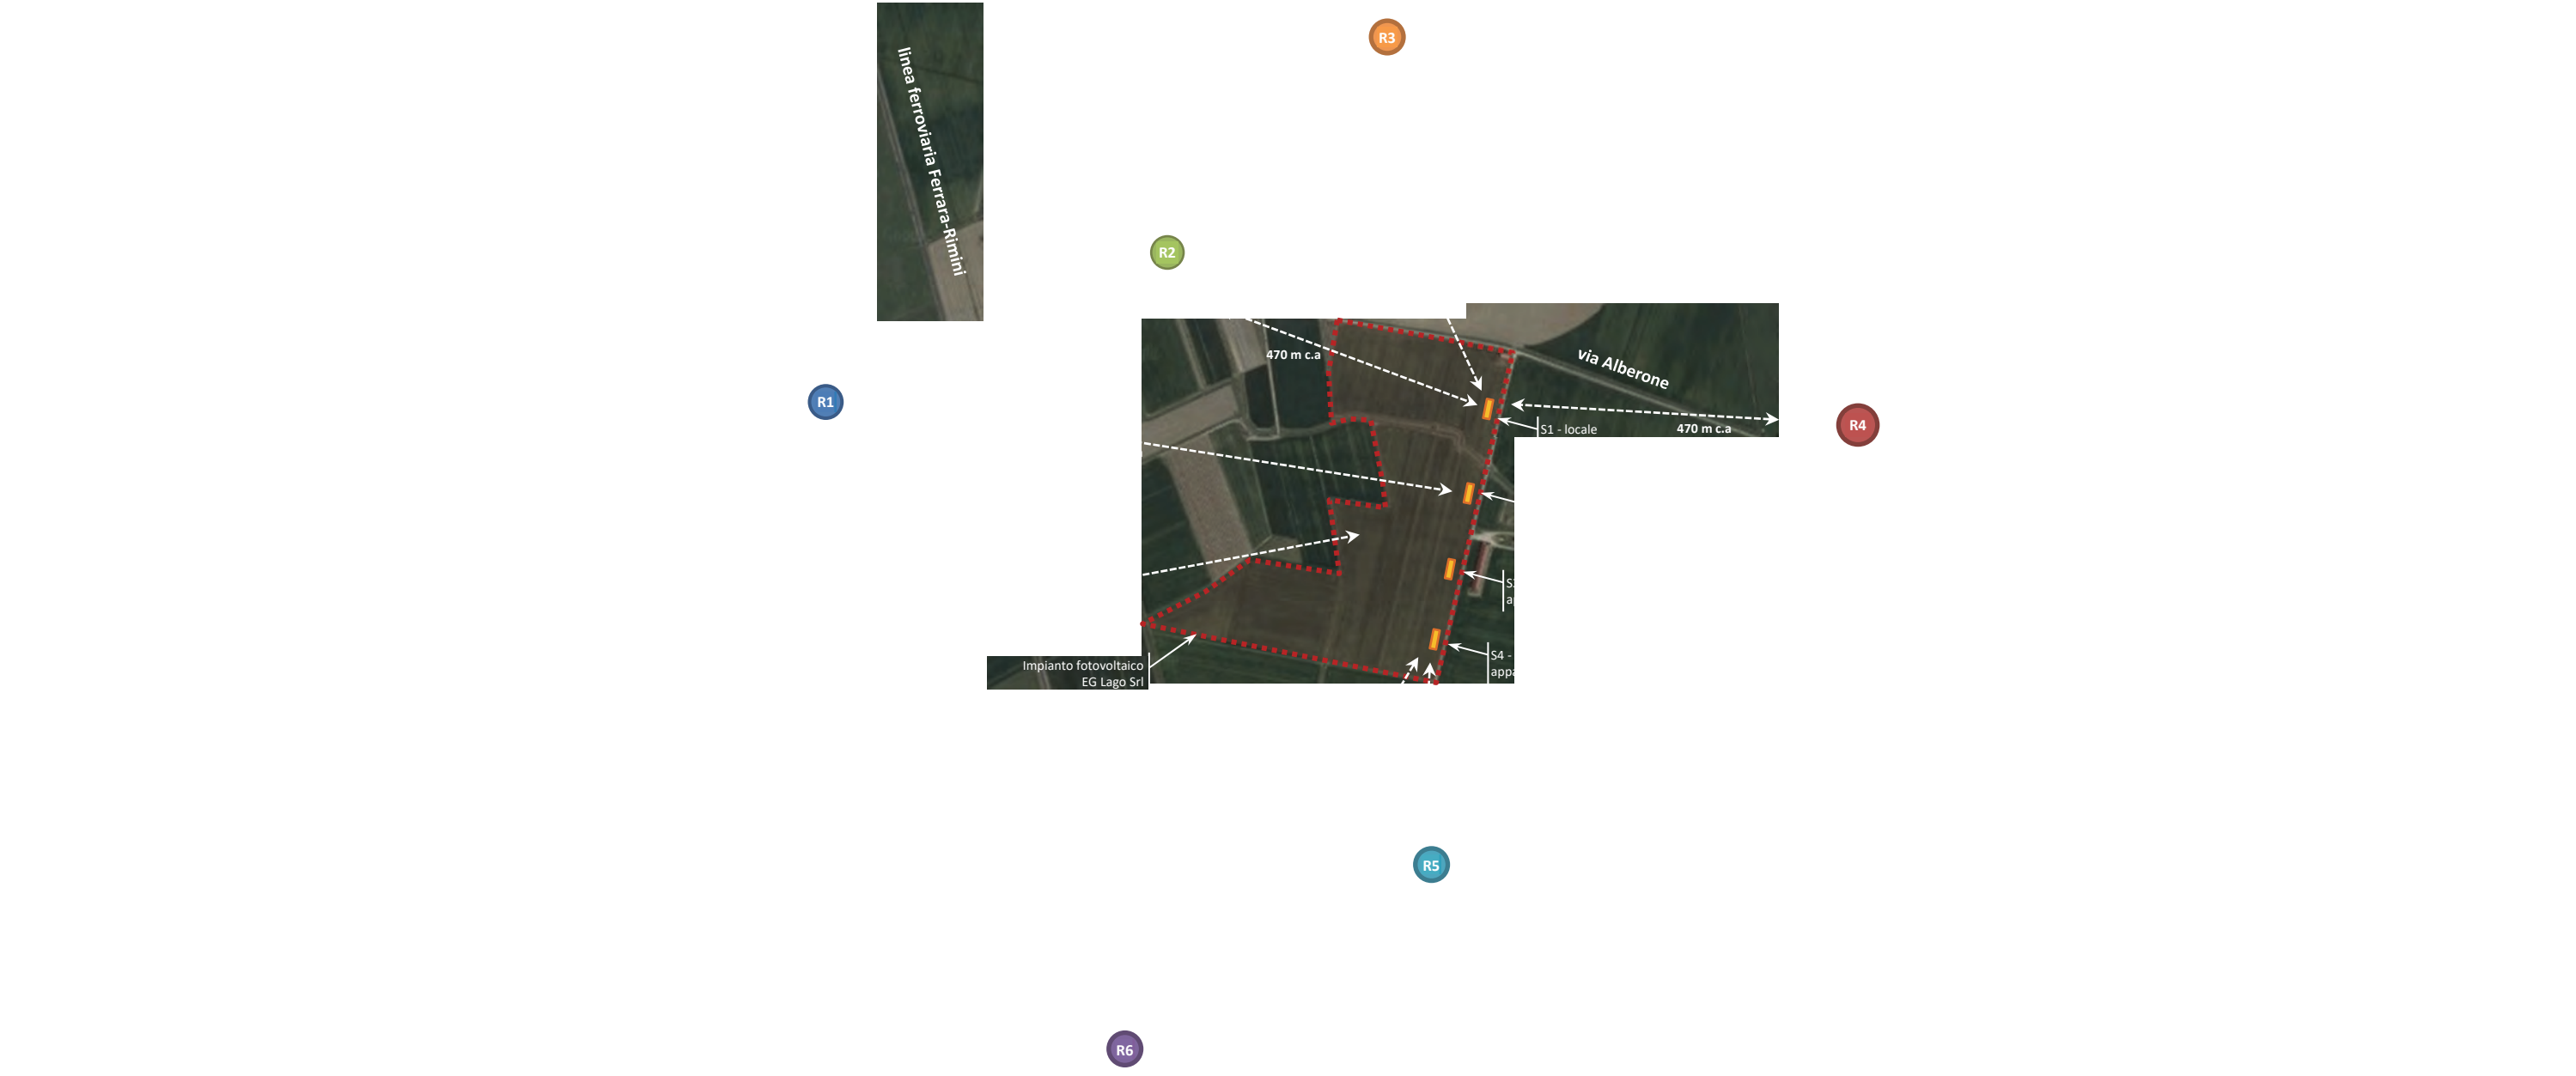 linea ferroviaria Ferrara-Rimini
R3
R2
470 m c.a
via Alberone
R1
S1 - locale
470 m c.a
R4
S4 -
Impianto fotovoltaico
EG Lago Srl
R5
R6